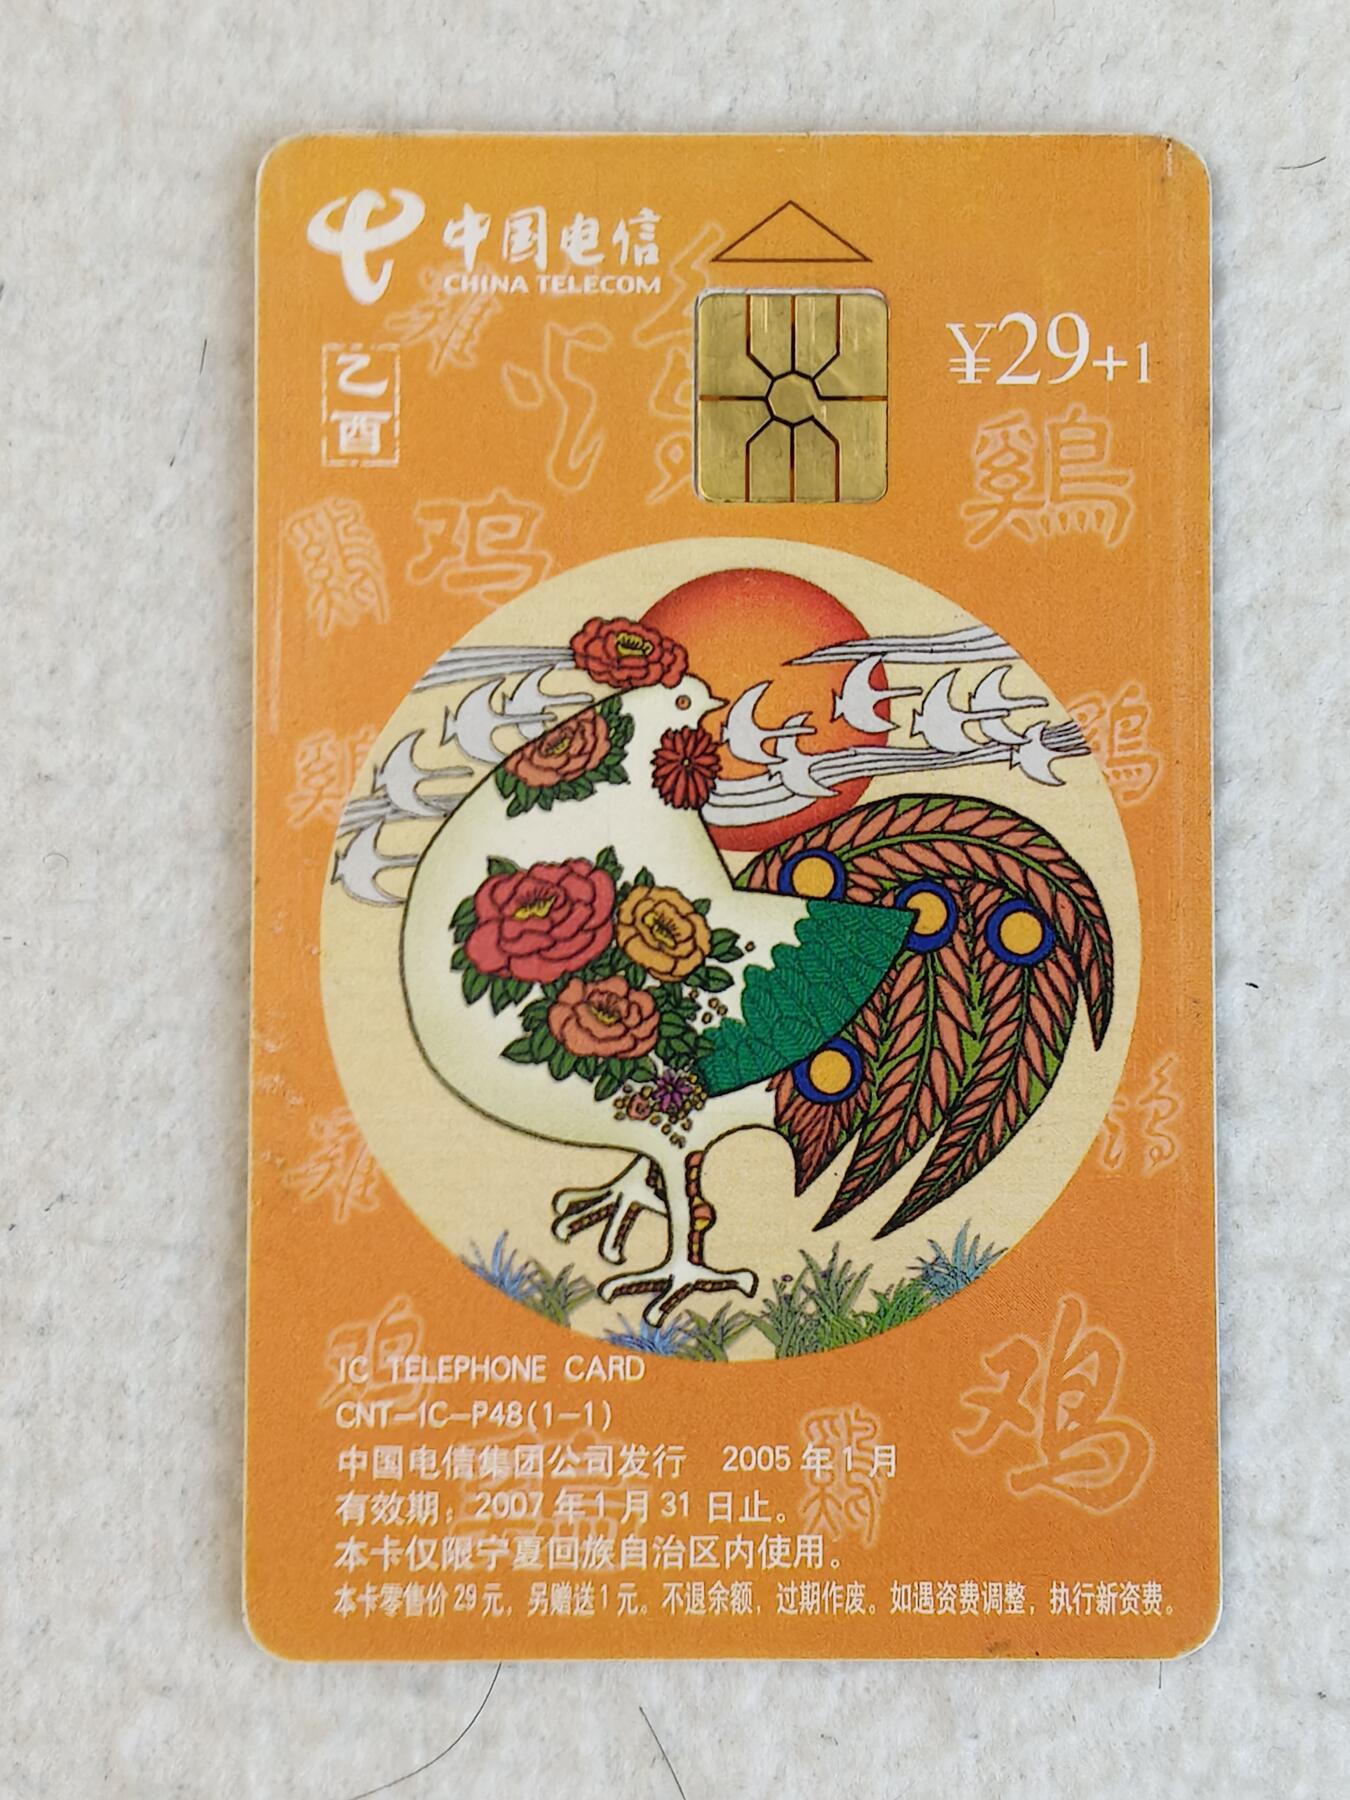 中国电信
CHINA TELECOM
¥29+1
乙
酉
鷄
鸡
鸡
鸡
IC TELEPHONE CARD
CNT-IC-P48(1-1)
中国电信集团公司发行 2005年1月
有效期：2007年1月31日止。
本卡仅限宁夏回族自治区内使用。
本卡零售价29元，另赠送1元。不退余额，过期作废。如遇资费调整，执行新资费。